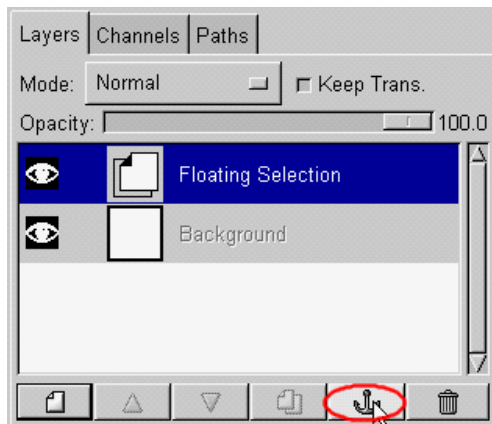 Layers Channels Paths
Mode: Normal Keep Trans.
Opacity: 100.0
Floating Selection
Background